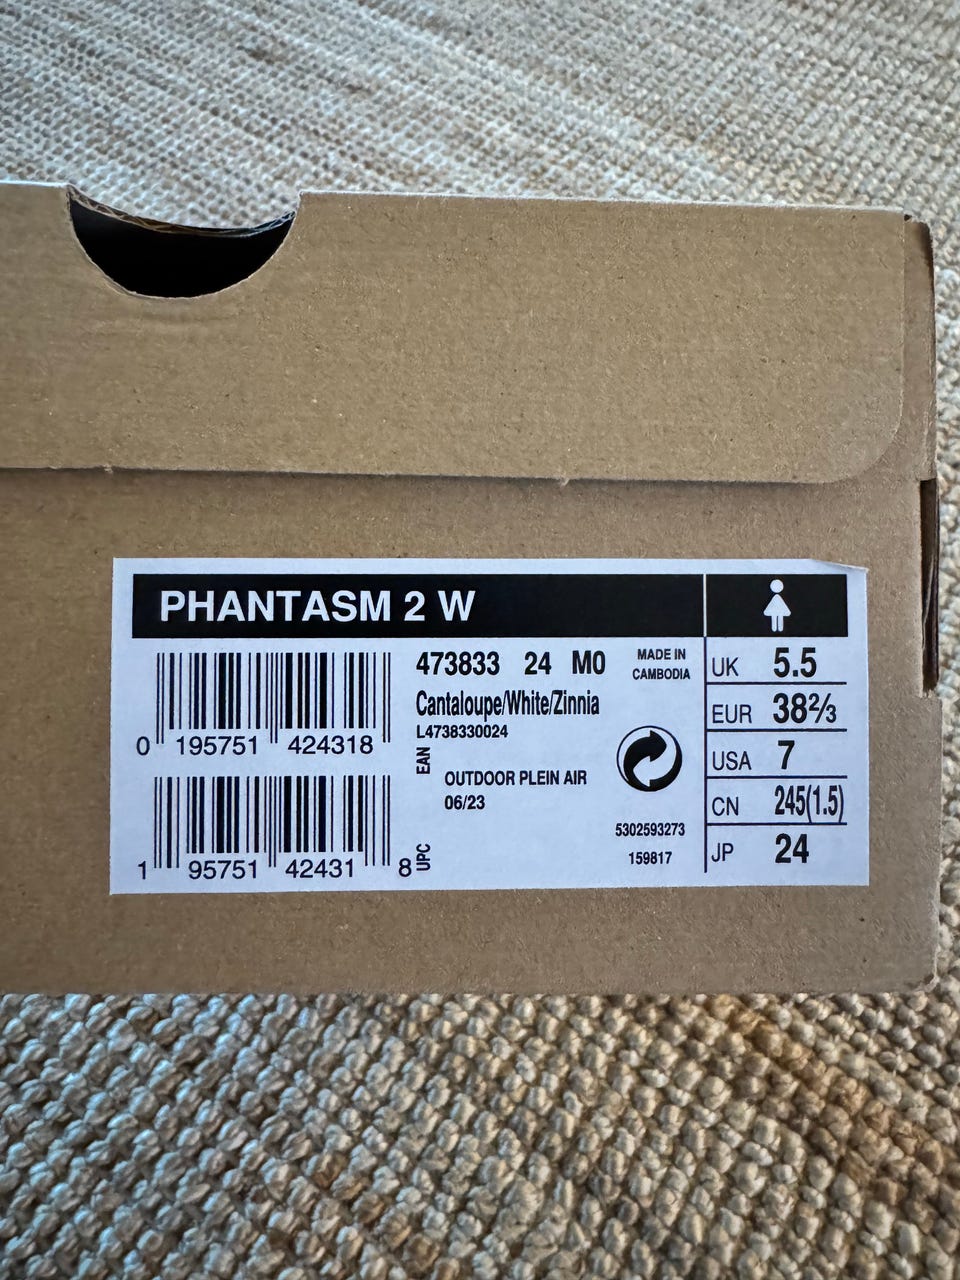 PHANTASM 2 W
0 195751 424318
EAN
1 95751 42431 8
UPC
473833 24 M0
Cantaloupe/White/Zinnia
L4738330024
OUTDOOR PLEIN AIR
06/23
MADE IN
CAMBODIA
5302593273
159817
UK 5.5
EUR 38⅔
USA 7
CN 245(1.5)
JP 24